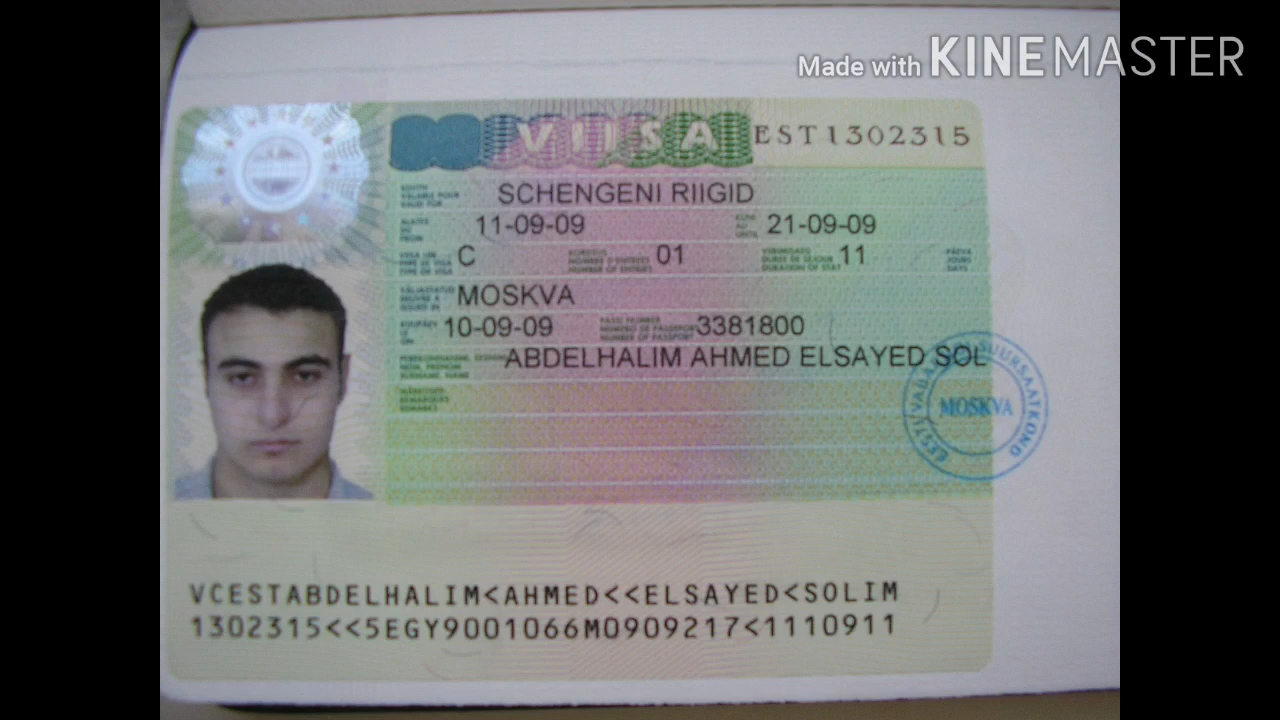 Made with KINEMASTER
VIISA EST1302315
SCHENGENI RIIGID
11-09-09 21-09-09
C 01 11
MOSKVA
10-09-09 3381800
ABDELHALIM AHMED ELSAYED SOL
MOSKVA
VCESTABDELHALIM<AHMED<<ELSAYED<SOLIM
1302315<<5EGY9001066M0909217<1110911